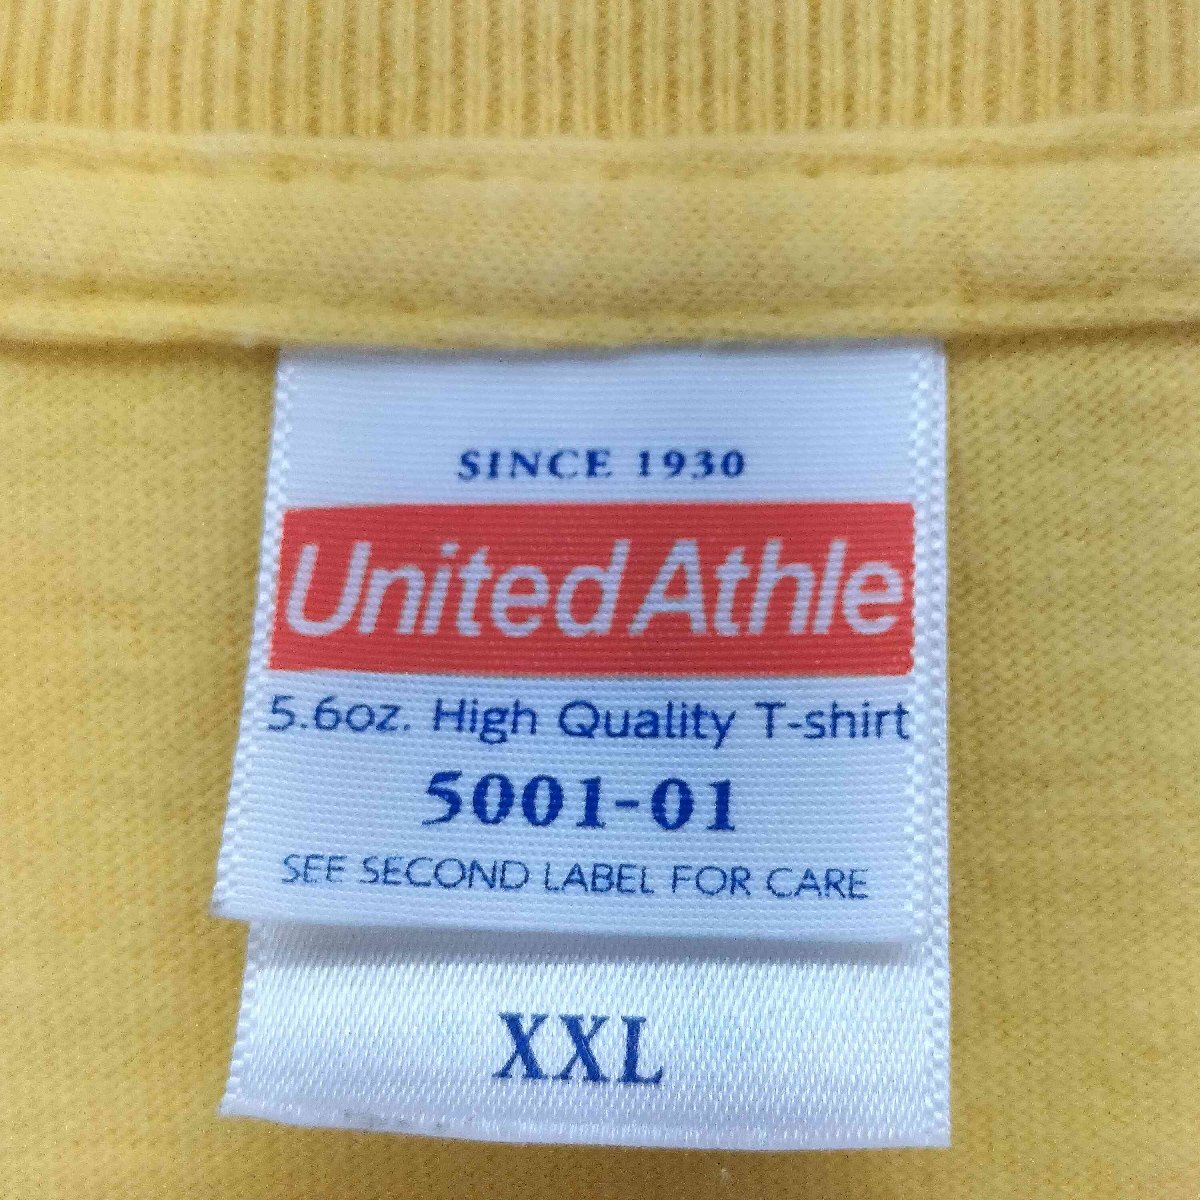 SINCE 1930
United Athle
5.6oz. High Quality T-shirt
5001-01
SEE SECOND LABEL FOR CARE
XXL